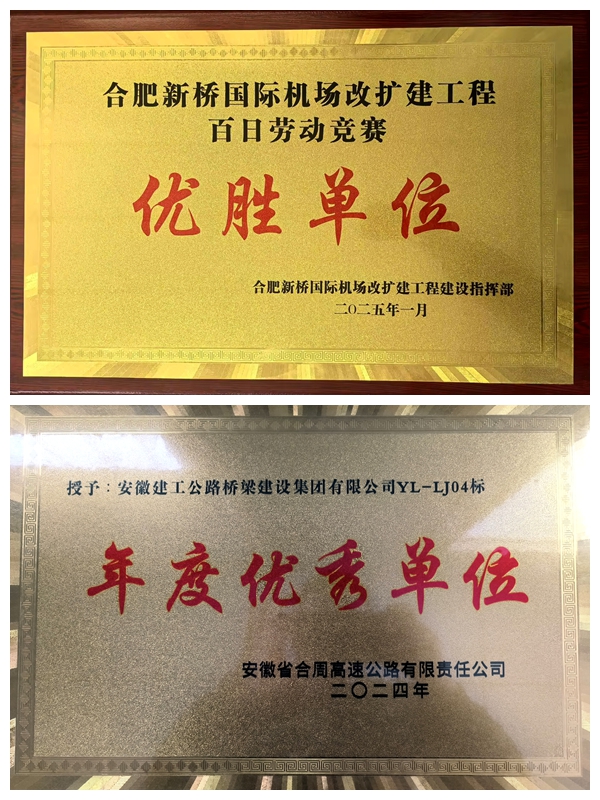 合肥新桥国际机场改扩建工程
百日劳动竞赛
优胜单位
合肥新桥国际机场改扩建工程建设指挥部
二〇二五年一月
授予：安徽建工公路桥梁建设集团有限公司YL-LJ04标
年度优秀单位
安徽省合周高速公路有限责任公司
二〇二四年